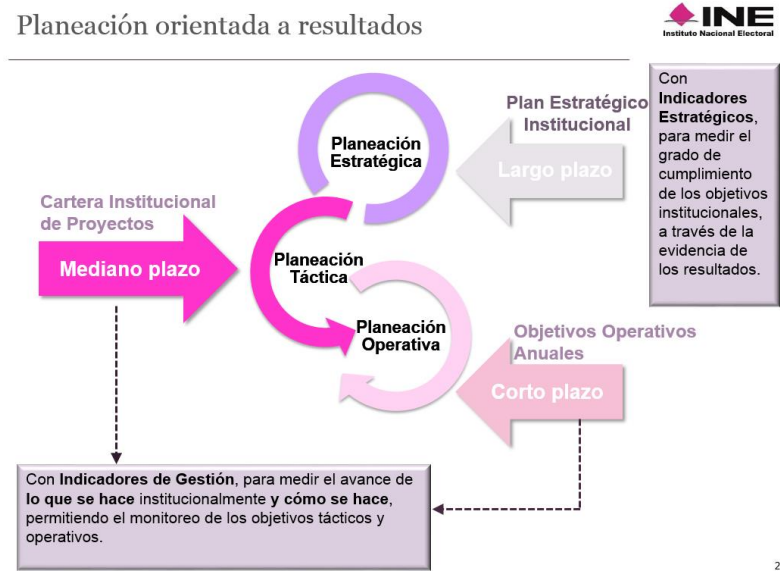 Planeación orientada a resultados
INE
Instituto Nacional Electoral
Planeación
Estratégica
Plan Estratégico
Institucional
Largo plazo
Con
Indicadores
Estratégicos,
para medir el
grado de
cumplimiento
de los objetivos
institucionales,
a través de la
evidencia de
los resultados.
Cartera Institucional
de Proyectos
Mediano plazo
Planeación
Táctica
Planeación
Operativa
Objetivos Operativos
Anuales
Corto plazo
Con Indicadores de Gestión, para medir el avance de
lo que se hace institucionalmente y cómo se hace,
permitiendo el monitoreo de los objetivos tácticos y
operativos.
2